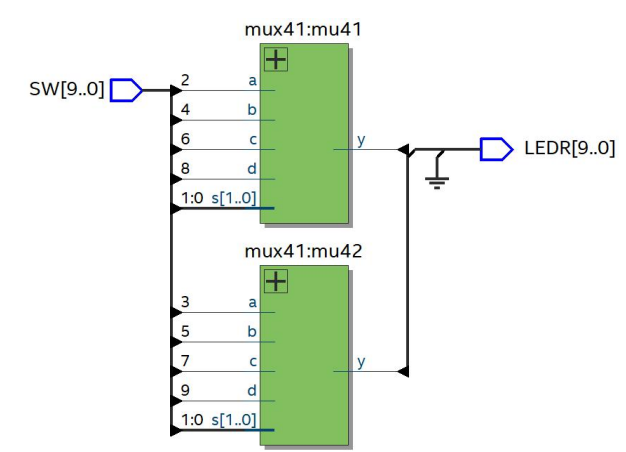 mux41:mu41
SW[9..0]
2 a
4 b
6 c
8 d
1:0 s[1..0]
y
LEDR[9..0]
mux41:mu42
3 a
5 b
7 c
9 d
1:0 s[1..0]
y